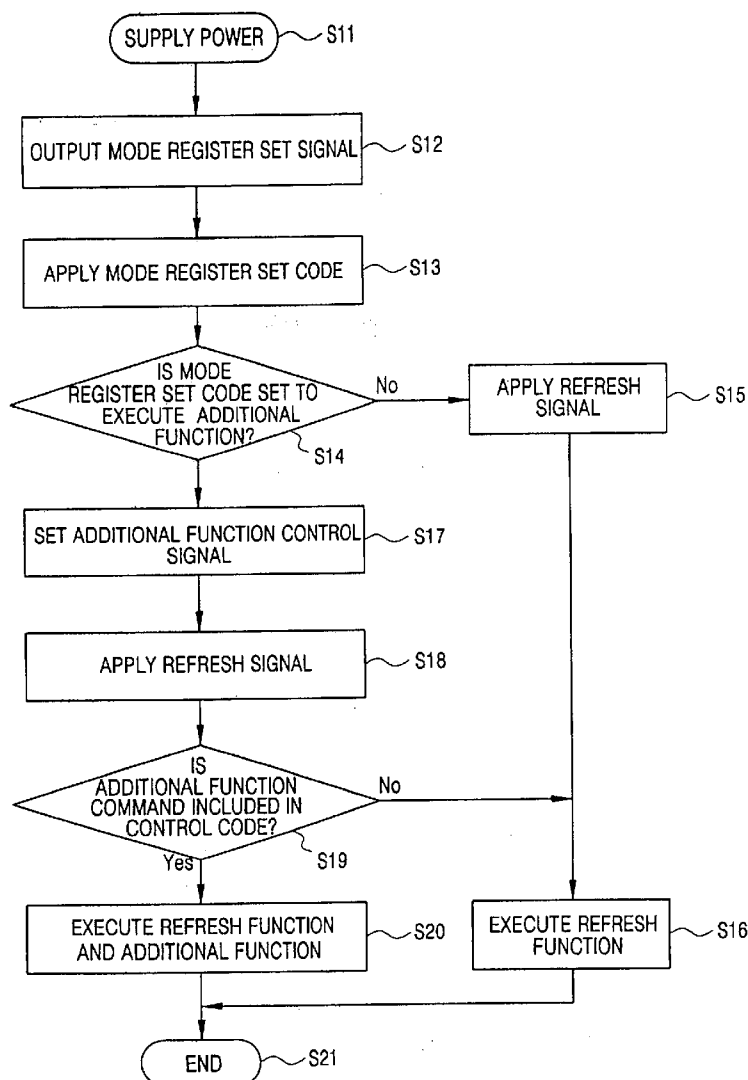 SUPPLY POWER
S11
OUTPUT MODE REGISTER SET SIGNAL
S12
APPLY MODE REGISTER SET CODE
S13
IS MODE
REGISTER SET CODE SET TO
EXECUTE ADDITIONAL
FUNCTION?
S14
No
APPLY REFRESH
SIGNAL
S15
SET ADDITIONAL FUNCTION CONTROL
SIGNAL
S17
APPLY REFRESH SIGNAL
S18
IS
ADDITIONAL FUNCTION
COMMAND INCLUDED IN
CONTROL CODE?
S19
No
Yes
EXECUTE REFRESH FUNCTION
AND ADDITIONAL FUNCTION
S20
EXECUTE REFRESH
FUNCTION
S16
END
S21